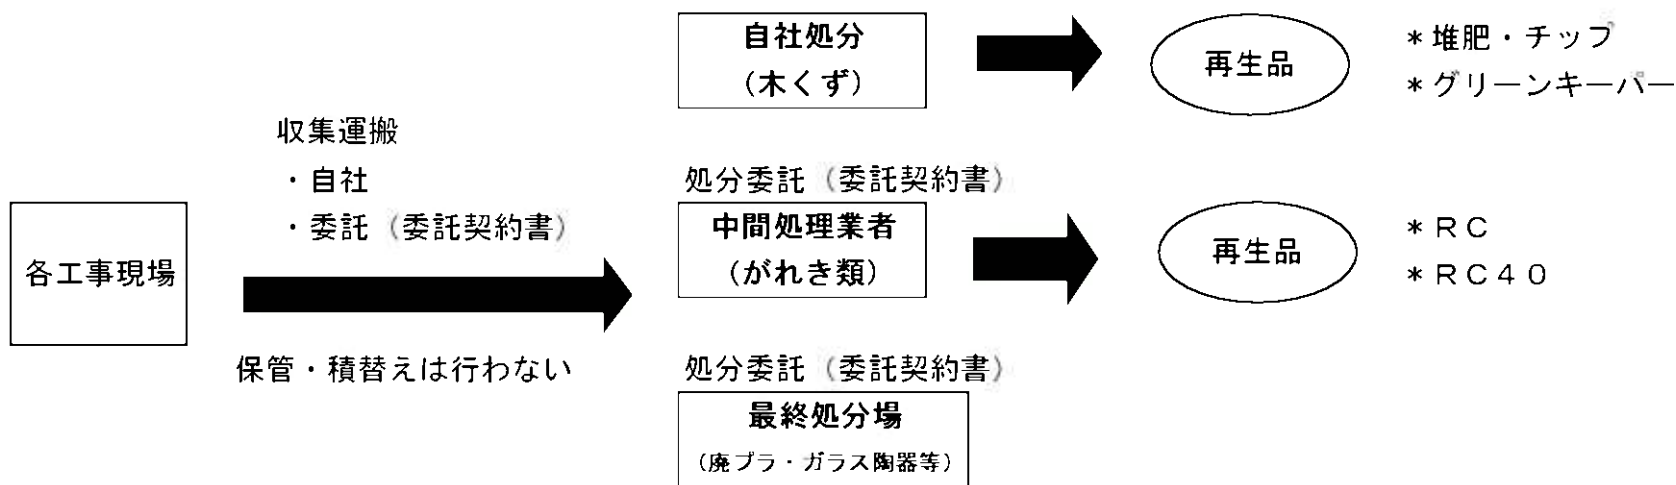 各工事現場
収集運搬
・自社
・委託（委託契約書）
保管・積替えは行わない
自社処分
（木くず）
再生品
＊堆肥・チップ
＊グリーンキーパー
処分委託（委託契約書）
中間処理業者
（がれき類）
再生品
＊ＲＣ
＊ＲＣ４０
処分委託（委託契約書）
最終処分場
（廃プラ・ガラス陶器等）